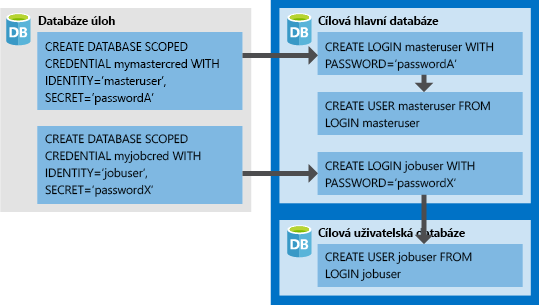 DB
Databáze úloh
CREATE DATABASE SCOPED
CREDENTIAL mymastercred WITH
IDENTITY='masteruser',
SECRET='passwordA'
CREATE DATABASE SCOPED
CREDENTIAL myjobcred WITH
IDENTITY='jobuser',
SECRET='passwordX'
DB
Cílová hlavní databáze
CREATE LOGIN masteruser WITH
PASSWORD='passwordA'
CREATE USER masteruser FROM
LOGIN masteruser
CREATE LOGIN jobuser WITH
PASSWORD='passwordX'
DB
Cílová uživatelská databáze
CREATE USER jobuser FROM
LOGIN jobuser